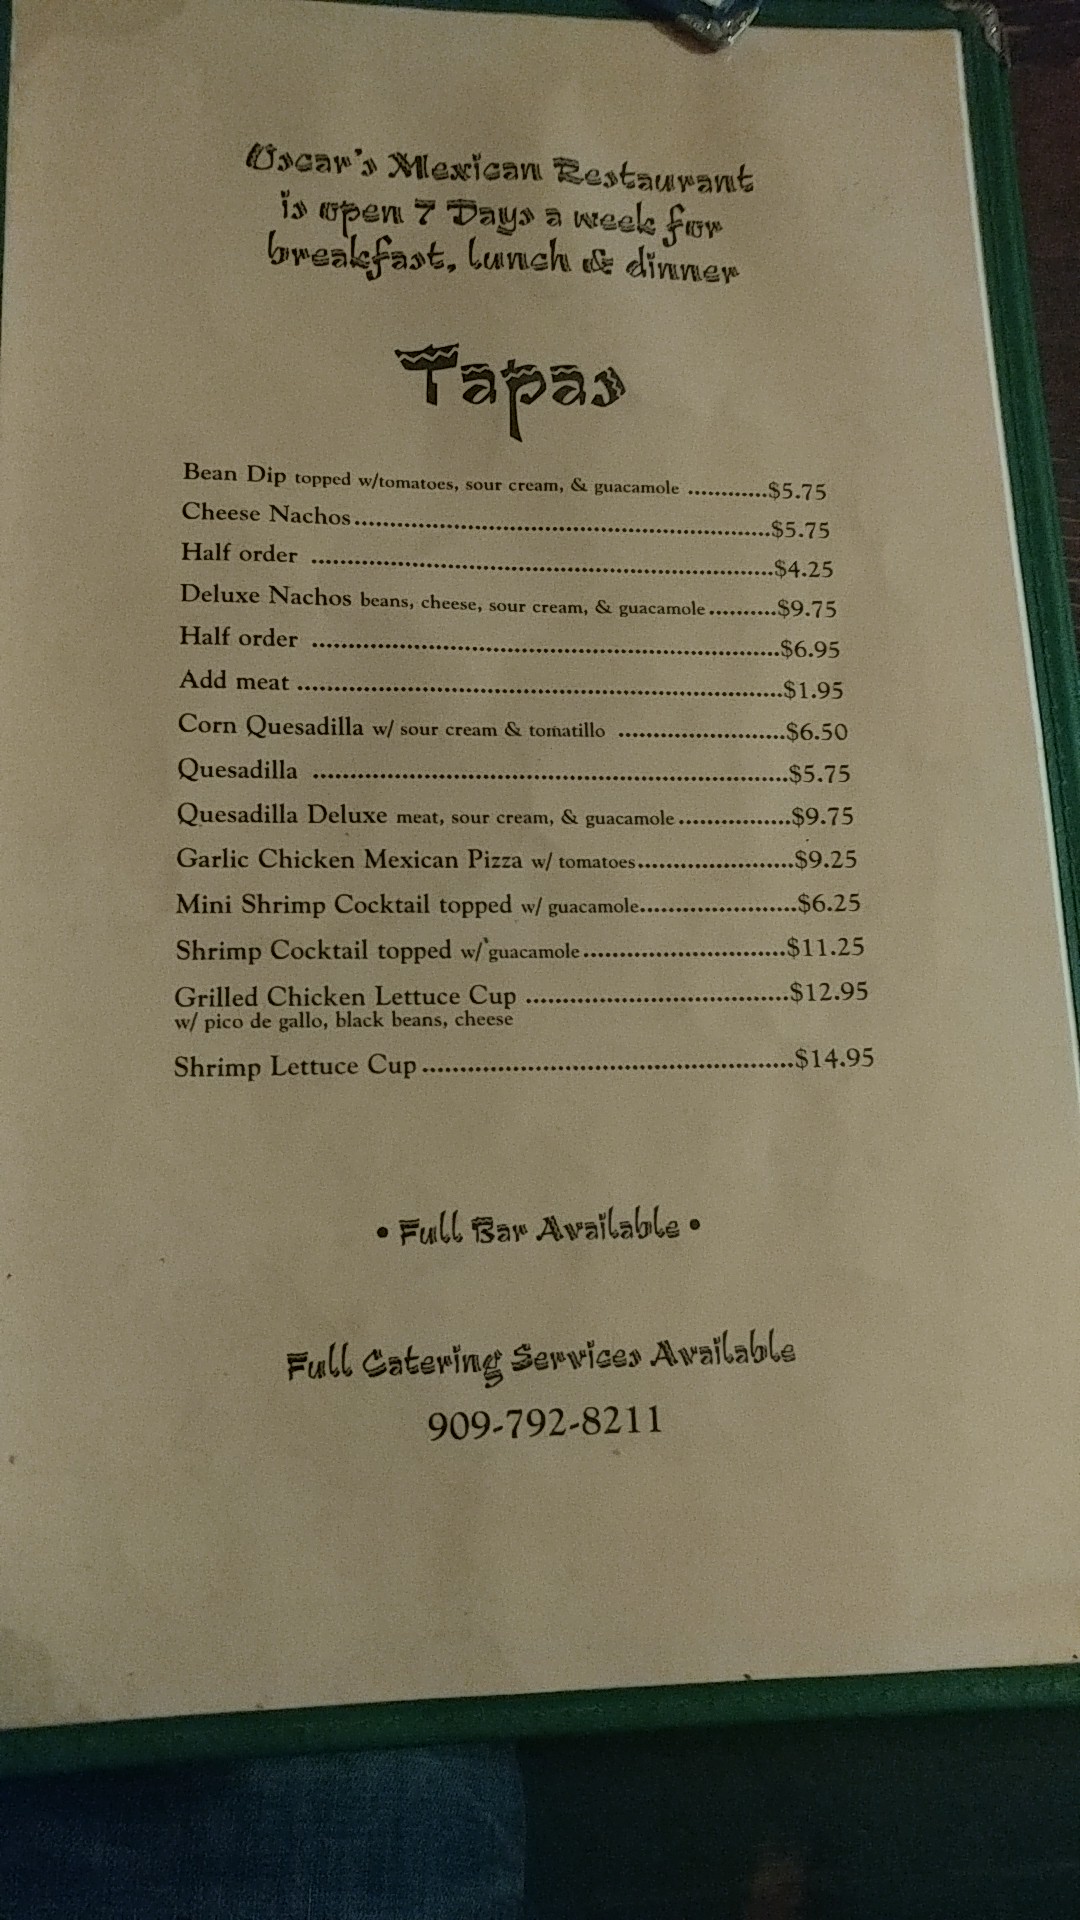 Oscar's Mexican Restaurant
is open 7 Days a week for
breakfast, lunch & dinner
Tapas
Bean Dip topped w/tomatoes, sour cream, & guacamole ............$5.75
Cheese Nachos......................................................$5.75
Half order ............................................................$4.25
Deluxe Nachos beans, cheese, sour cream, & guacamole..........$9.75
Half order ............................................................$6.95
Add meat ..............................................................$1.95
Corn Quesadilla w/ sour cream & tomatillo ......................$6.50
Quesadilla .............................................................$5.75
Quesadilla Deluxe meat, sour cream, & guacamole...............$9.75
Garlic Chicken Mexican Pizza w/ tomatoes.....................$9.25
Mini Shrimp Cocktail topped w/ guacamole.....................$6.25
Shrimp Cocktail topped w/ guacamole...........................$11.25
Grilled Chicken Lettuce Cup ..................................$12.95
w/ pico de gallo, black beans, cheese
Shrimp Lettuce Cup................................................$14.95
• Full Bar Available •
Full Catering Services Available
909-792-8211